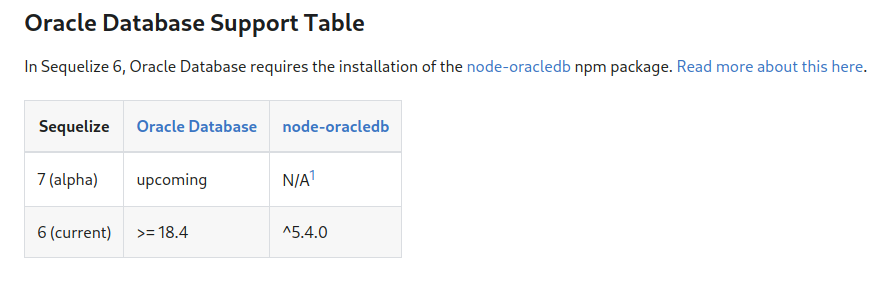 Oracle Database Support Table
In Sequelize 6, Oracle Database requires the installation of the node-oracledb npm package. Read more about this here.
Sequelize Oracle Database node-oracledb
7 (alpha) upcoming N/A¹
6 (current) >= 18.4 ^5.4.0